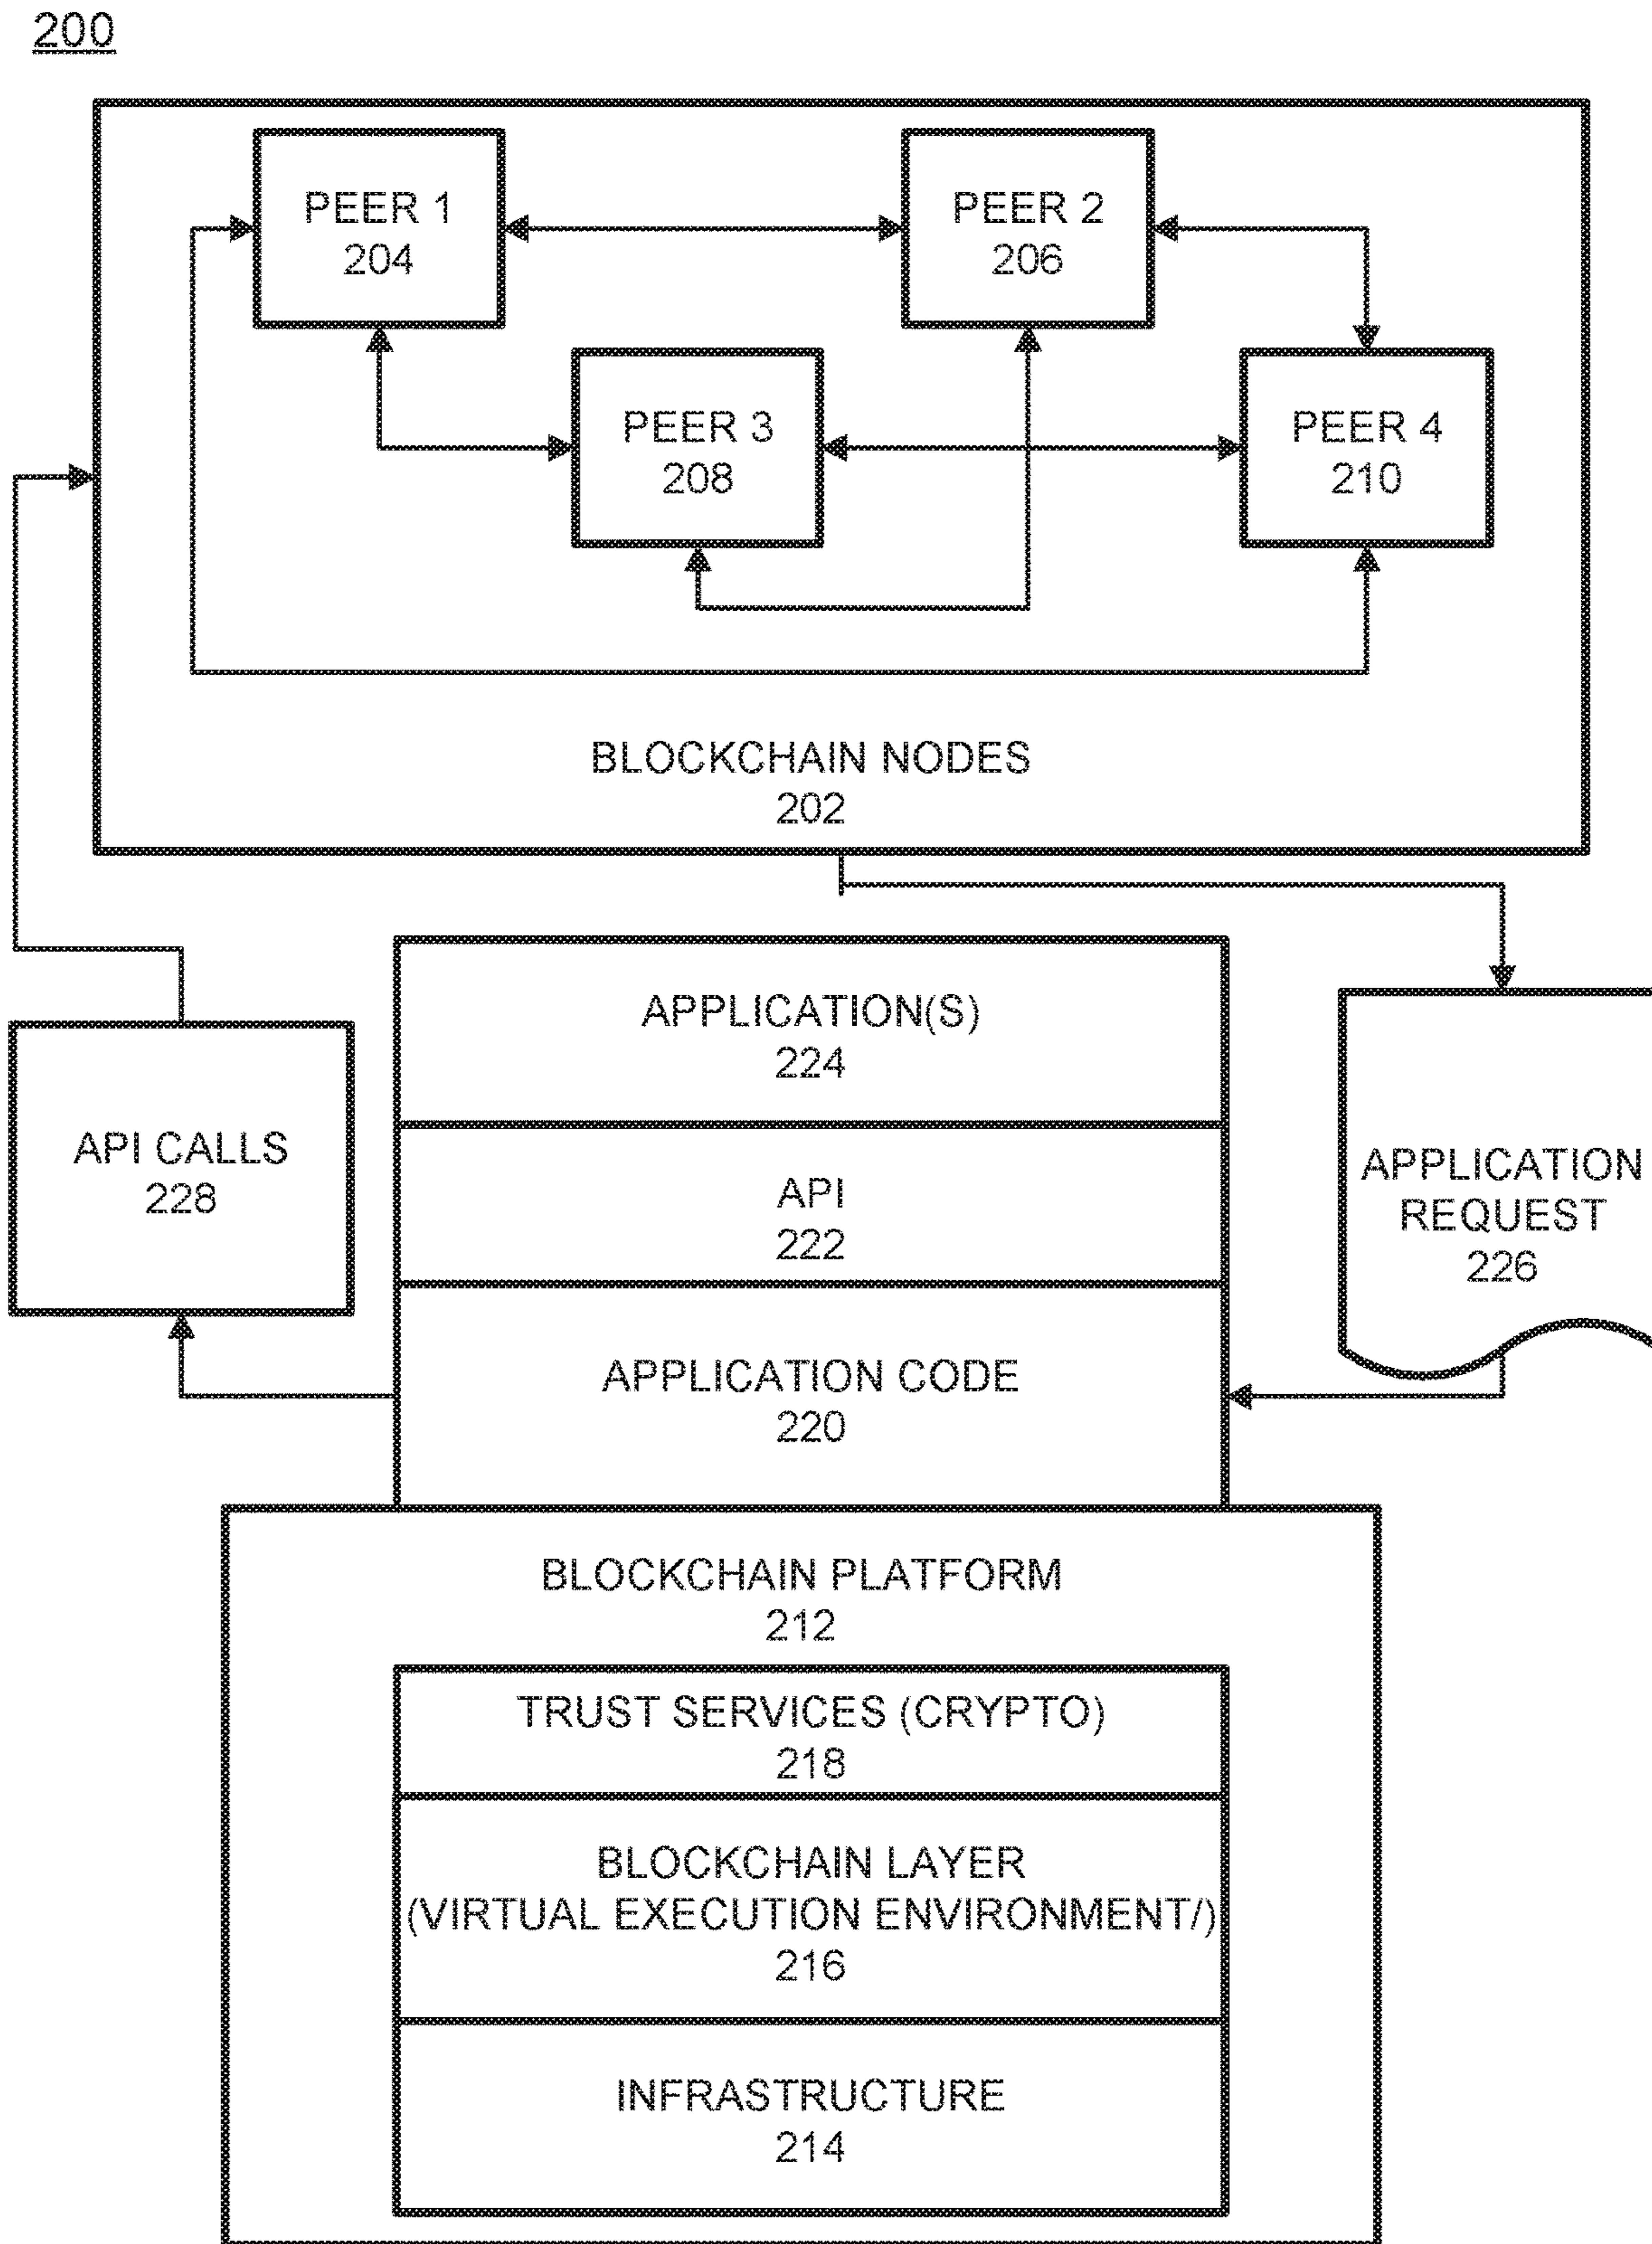 200
PEER 1
204
PEER 2
206
PEER 3
208
PEER 4
210
BLOCKCHAIN NODES
202
APPLICATION(S)
224
API CALLS
228
API
222
APPLICATION
REQUEST
226
APPLICATION CODE
220
BLOCKCHAIN PLATFORM
212
TRUST SERVICES (CRYPTO)
218
BLOCKCHAIN LAYER
(VIRTUAL EXECUTION ENVIRONMENT/)
216
INFRASTRUCTURE
214